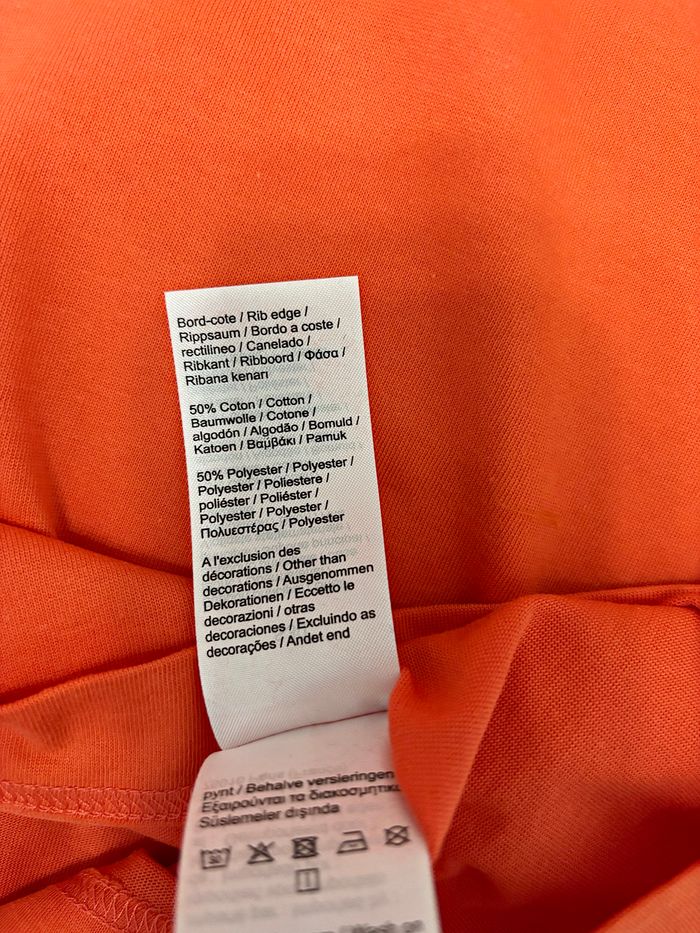 Bord-cote / Rib edge /
Rippsaum / Bordo a coste /
rectilineo / Canelado /
Ribkant / Ribboord / Φάσα /
Ribana kenarı
50% Coton / Cotton /
Baumwolle / Cotone /
algodón / Algodão / Bomuld /
Katoen / Βαμβάκι / Pamuk
50% Polyester / Polyester /
Polyester / Poliestere /
poliéster / Poliéster /
Polyester / Polyester /
Πολυεστέρας / Polyester
A l'exclusion des
décorations / Other than
decorations / Ausgenommen
Dekorationen / Eccetto le
decorazioni / otras
decoraciones / Excluindo as
decorações / Andet end
pynt / Behalve versieringen
Εξαιρούνται τα διακοσμητικά
Süslemeler dışında